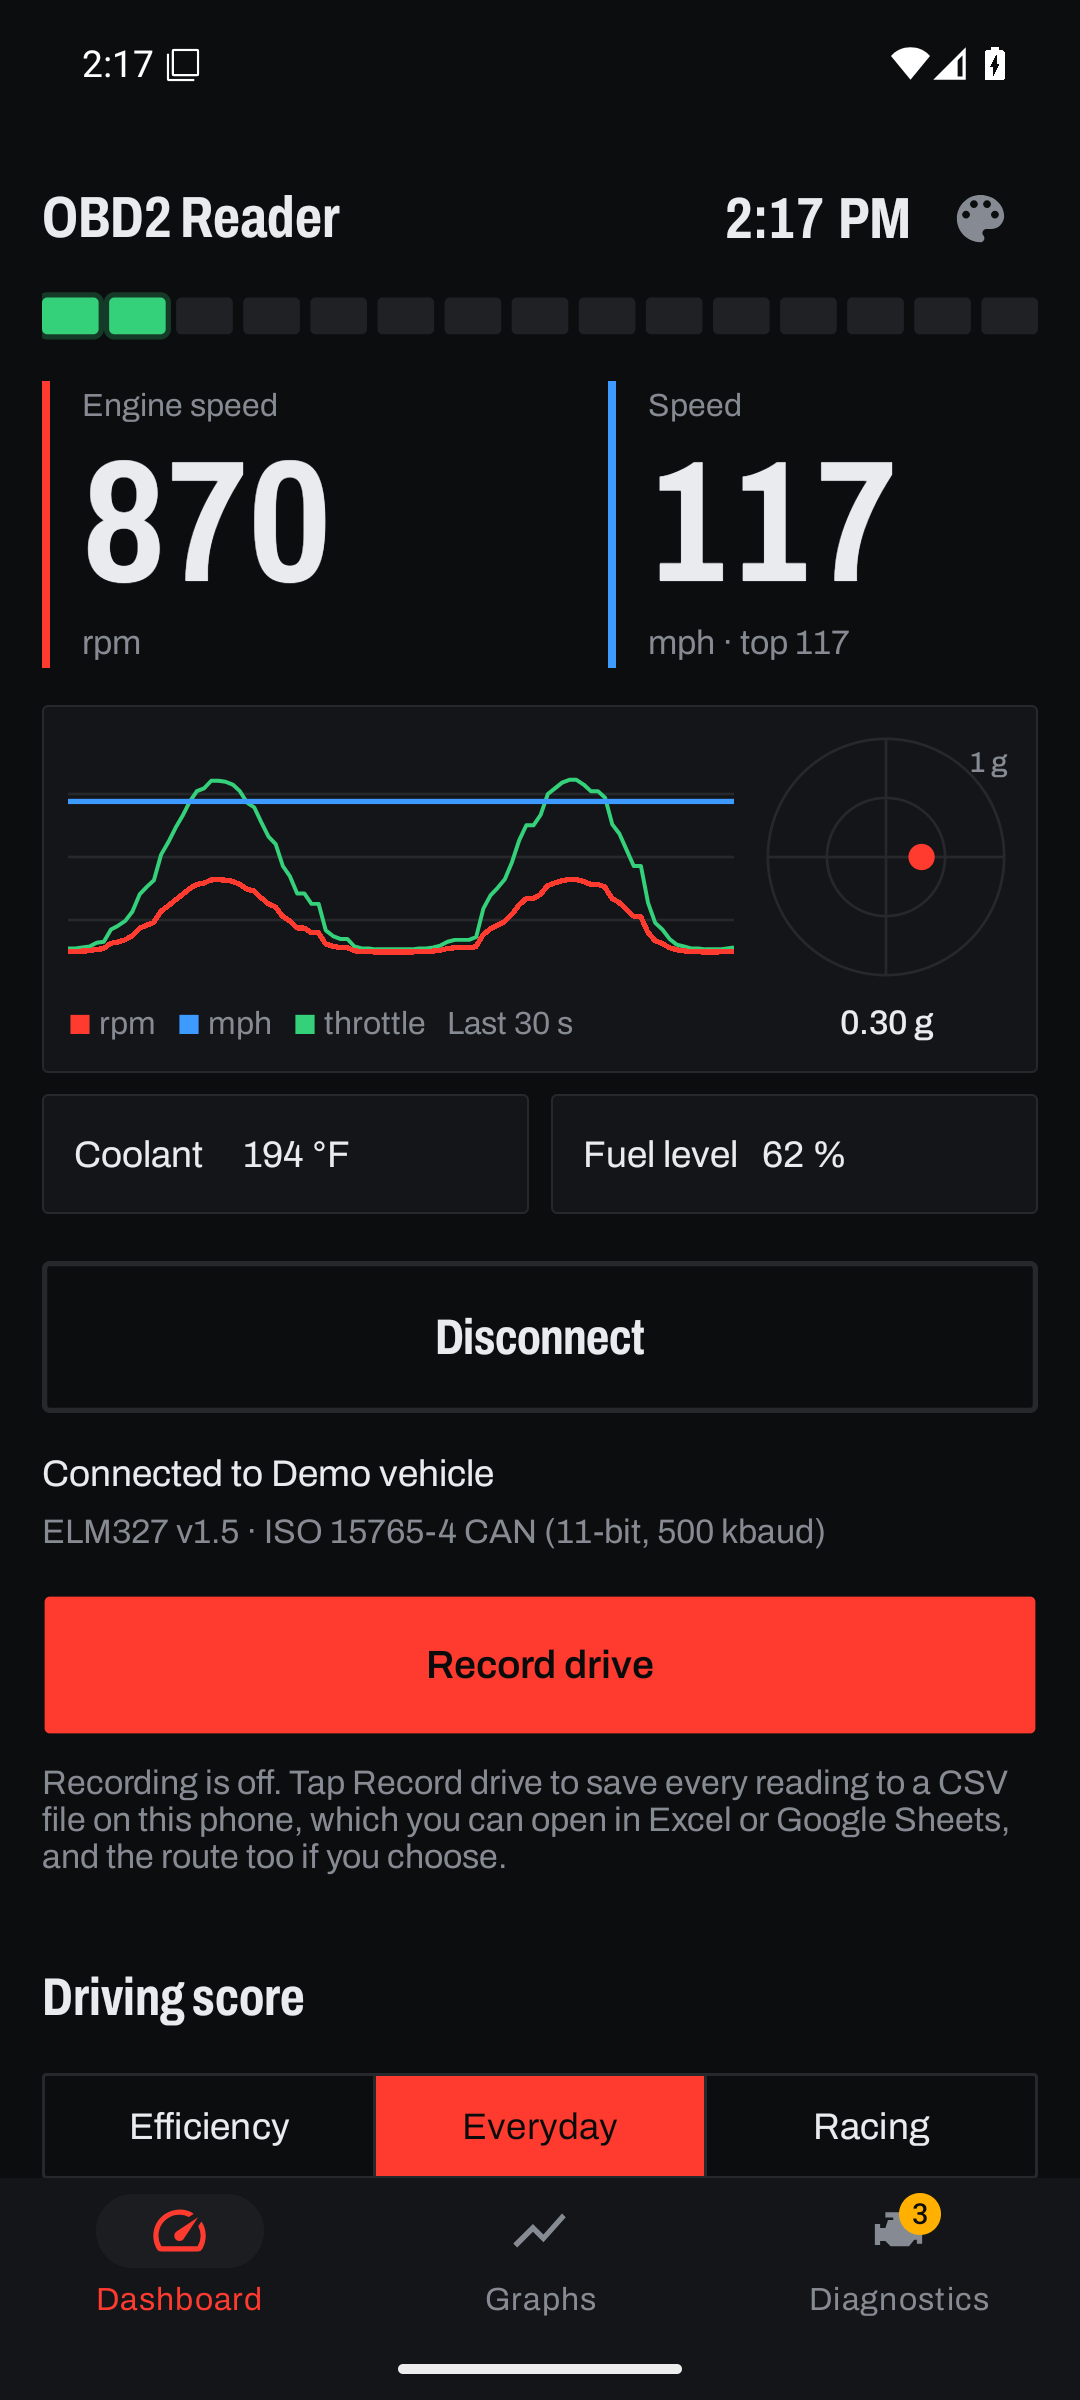 2:17
OBD2 Reader
2:17 PM
Engine speed
870
rpm
Speed
117
mph · top 117
1 g
rpm mph throttle Last 30 s
0.30 g
Coolant 194 °F
Fuel level 62 %
Disconnect
Connected to Demo vehicle
ELM327 v1.5 · ISO 15765-4 CAN (11-bit, 500 kbaud)
Record drive
Recording is off. Tap Record drive to save every reading to a CSV
file on this phone, which you can open in Excel or Google Sheets,
and the route too if you choose.
Driving score
Efficiency
Everyday
Racing
3
Dashboard
Graphs
Diagnostics